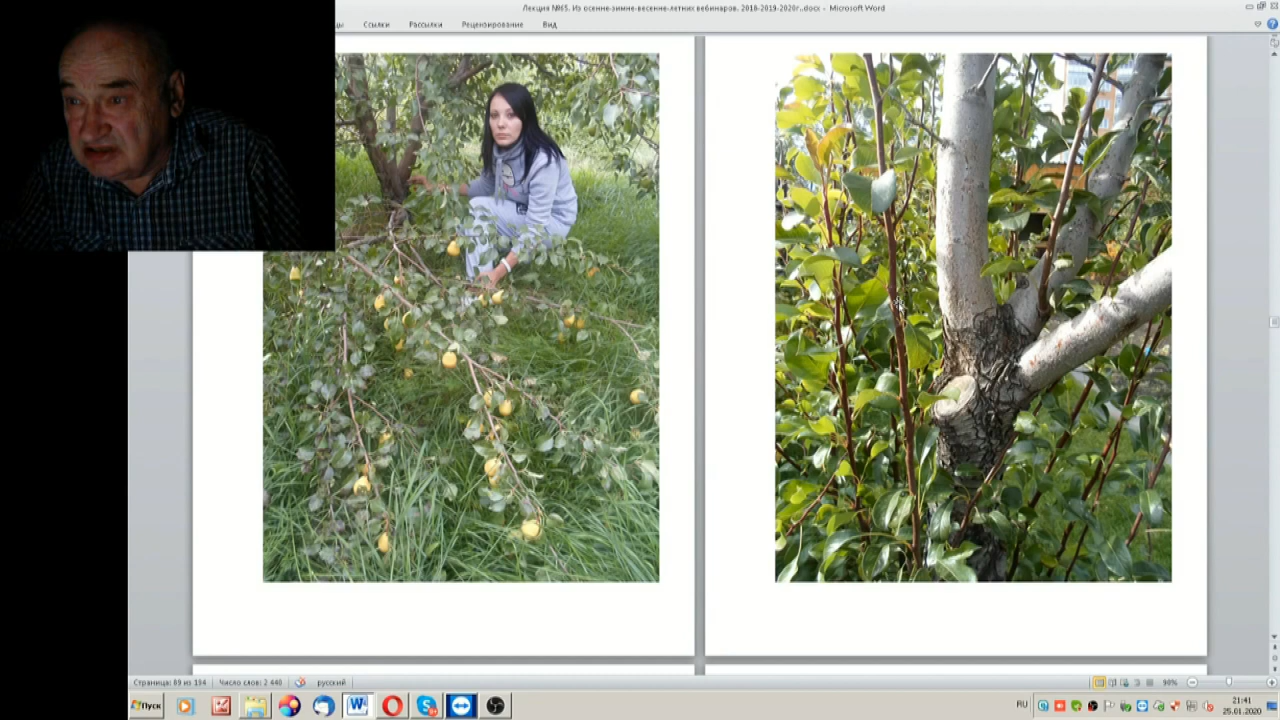 Лекция №65. Из осенне-зимне-весенне-летних вебинаров. 2018-2019-2020г..docx - Microsoft Word
Ссылки Рассылки Рецензирование Вид
Страница: 89 из 194 Число слов: 2 448 русский 90%
Пуск RU 21:41
25.01.2020